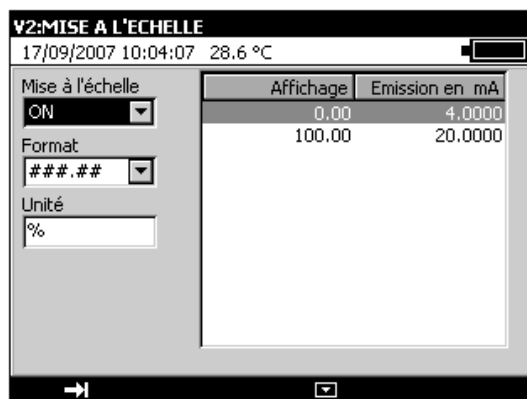 V2:MISE A L'ECHELLE
17/09/2007 10:04:07 28.6 °C
Mise à l'échelle
ON
Format
###.##
Unité
%
Affichage Emission en mA
0.00 4.0000
100.00 20.0000